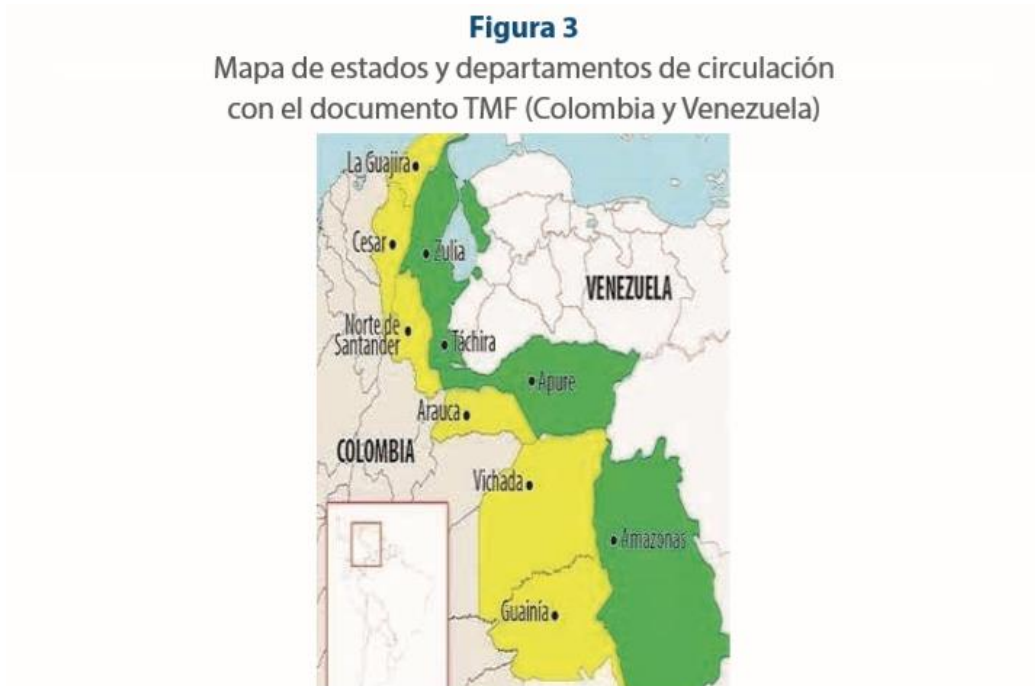 Figura 3
Mapa de estados y departamentos de circulación
con el documento TMF (Colombia y Venezuela)
La Guajira
Cesar
Zulia
VENEZUELA
Norte de
Santander
Táchira
Apure
Arauca
COLOMBIA
Vichada
Amazonas
Guainía